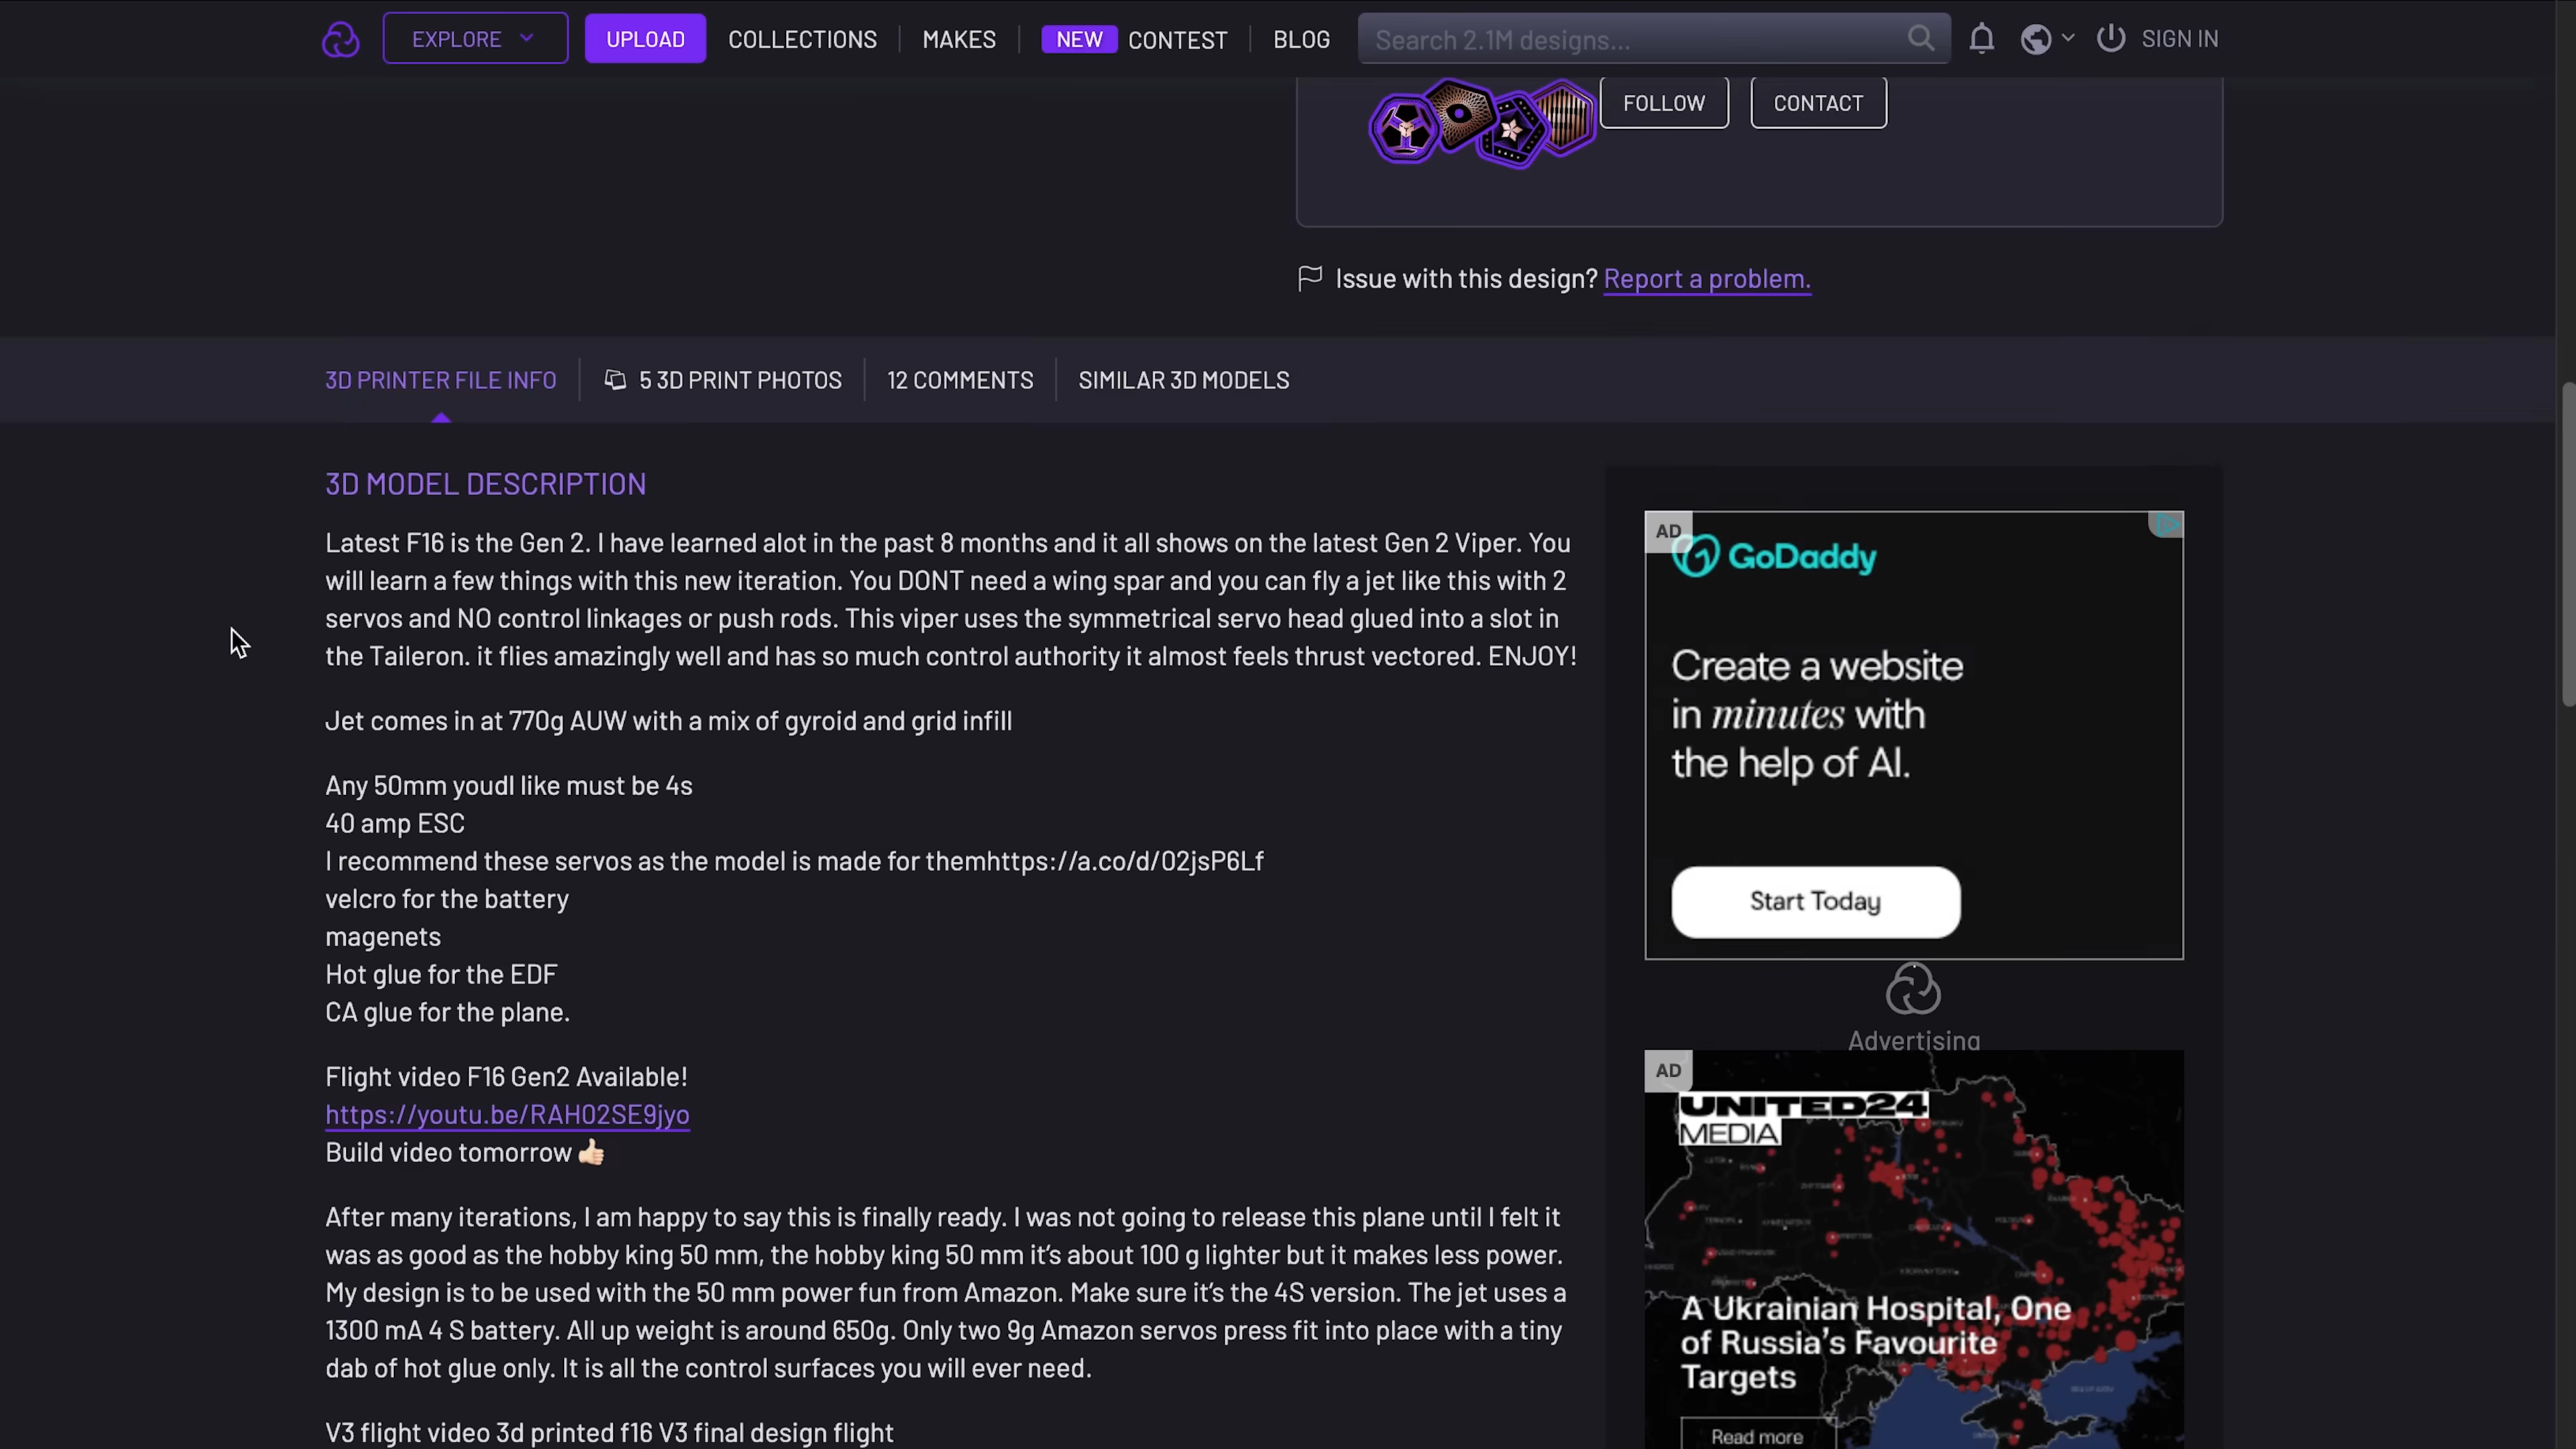 EXPLORE
UPLOAD
COLLECTIONS
MAKES
NEW CONTEST
BLOG
Search 2.1M designs...
SIGN IN
FOLLOW
CONTACT
Issue with this design? Report a problem.
3D PRINTER FILE INFO
5 3D PRINT PHOTOS
12 COMMENTS
SIMILAR 3D MODELS
3D MODEL DESCRIPTION
Latest F16 is the Gen 2. I have learned alot in the past 8 months and it all shows on the latest Gen 2 Viper. You
will learn a few things with this new iteration. You DONT need a wing spar and you can fly a jet like this with 2
servos and NO control linkages or push rods. This viper uses the symmetrical servo head glued into a slot in
the Taileron. it flies amazingly well and has so much control authority it almost feels thrust vectored. ENJOY!
Jet comes in at 770g AUW with a mix of gyroid and grid infill
Any 50mm youdl like must be 4s
40 amp ESC
I recommend these servos as the model is made for themhttps://a.co/d/02jsP6Lf
velcro for the battery
magenets
Hot glue for the EDF
CA glue for the plane.
Flight video F16 Gen2 Available!
https://youtu.be/RAH02SE9jyo
Build video tomorrow 👍🏻
After many iterations, I am happy to say this is finally ready. I was not going to release this plane until I felt it
was as good as the hobby king 50 mm, the hobby king 50 mm it's about 100 g lighter but it makes less power.
My design is to be used with the 50 mm power fun from Amazon. Make sure it's the 4S version. The jet uses a
1300 mA 4 S battery. All up weight is around 650g. Only two 9g Amazon servos press fit into place with a tiny
dab of hot glue only. It is all the control surfaces you will ever need.
V3 flight video 3d printed f16 V3 final design flight
AD
GoDaddy
Create a website
in minutes with
the help of AI.
Start Today
Advertising
AD
UNITED24
MEDIA
A Ukrainian Hospital, One
of Russia's Favourite
Targets
Read more